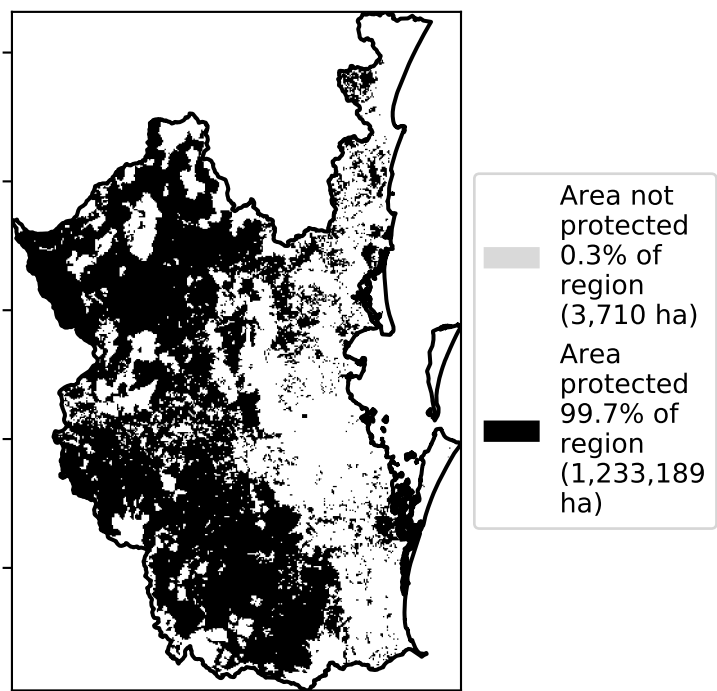 Area not
protected
0.3% of
region
(3,710 ha)
Area
protected
99.7% of
region
(1,233,189
ha)